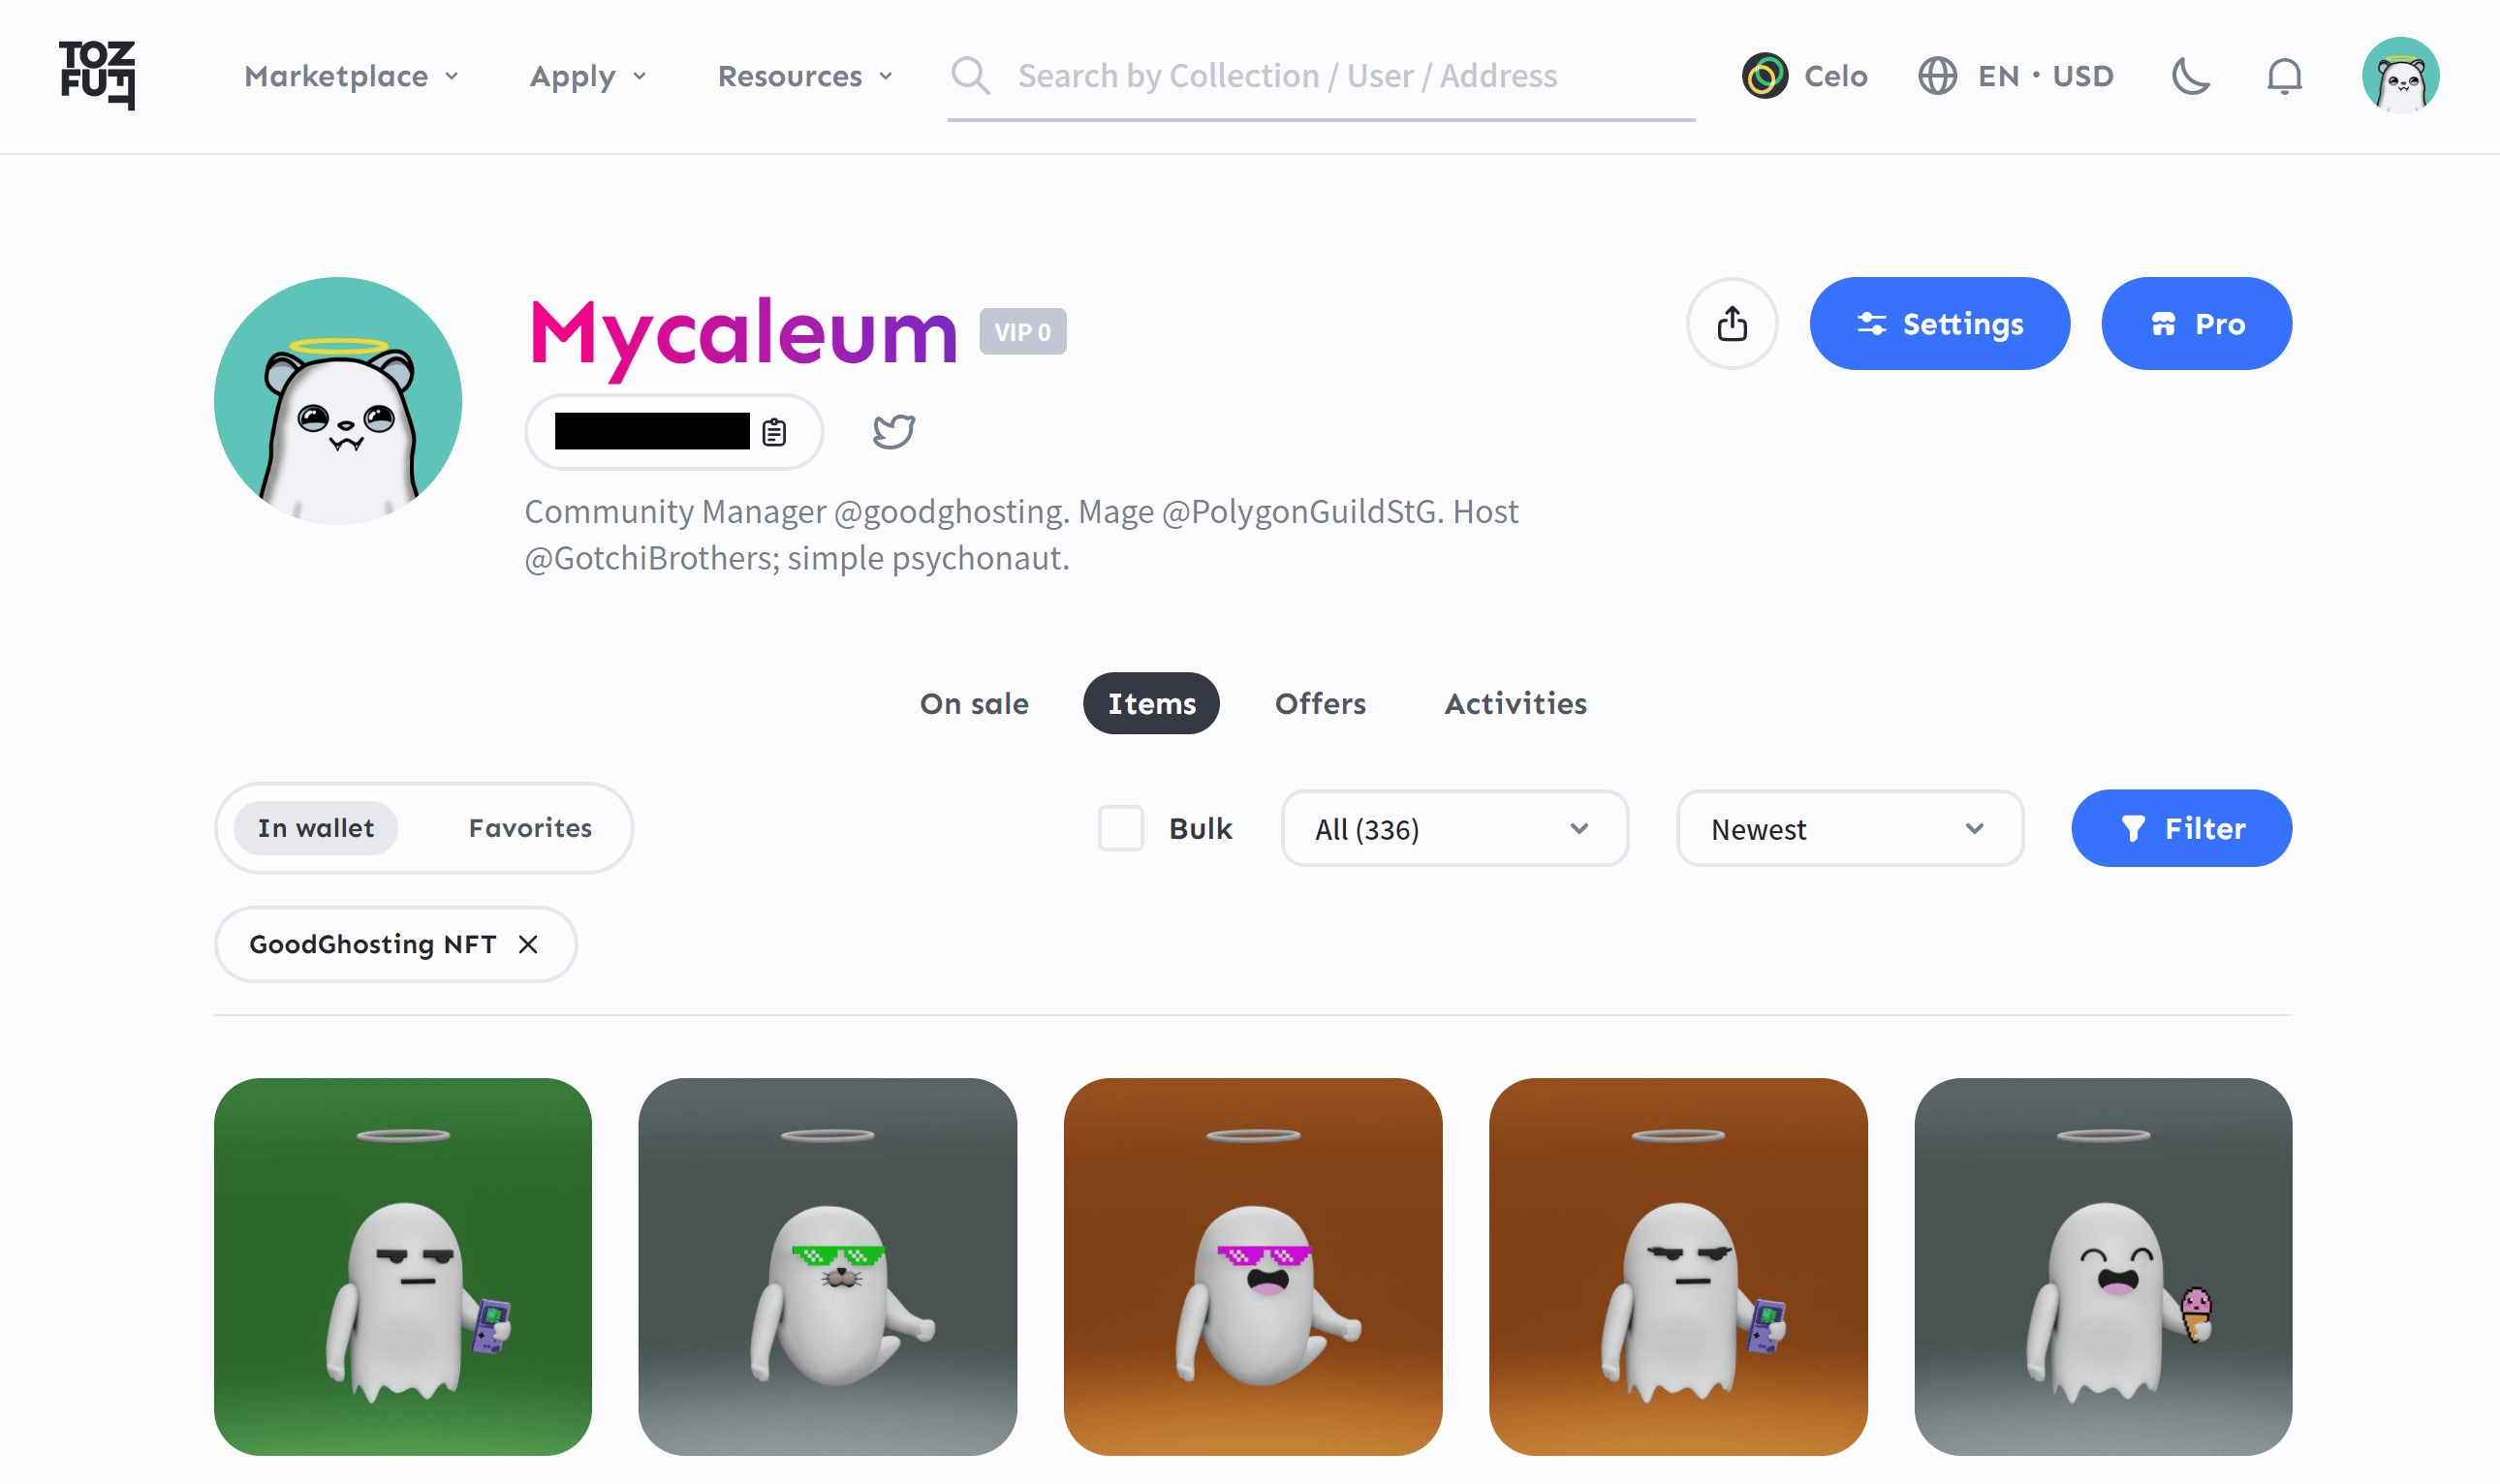 TOFUNFT
Marketplace
Apply
Resources
Search by Collection / User / Address
Celo
EN · USD
Mycaleum
VIP 0
Settings
Pro
Community Manager @goodghosting. Mage @PolygonGuildStG. Host
@GotchiBrothers; simple psychonaut.
On sale
Items
Offers
Activities
In wallet
Favorites
Bulk
All (336)
Newest
Filter
GoodGhosting NFT